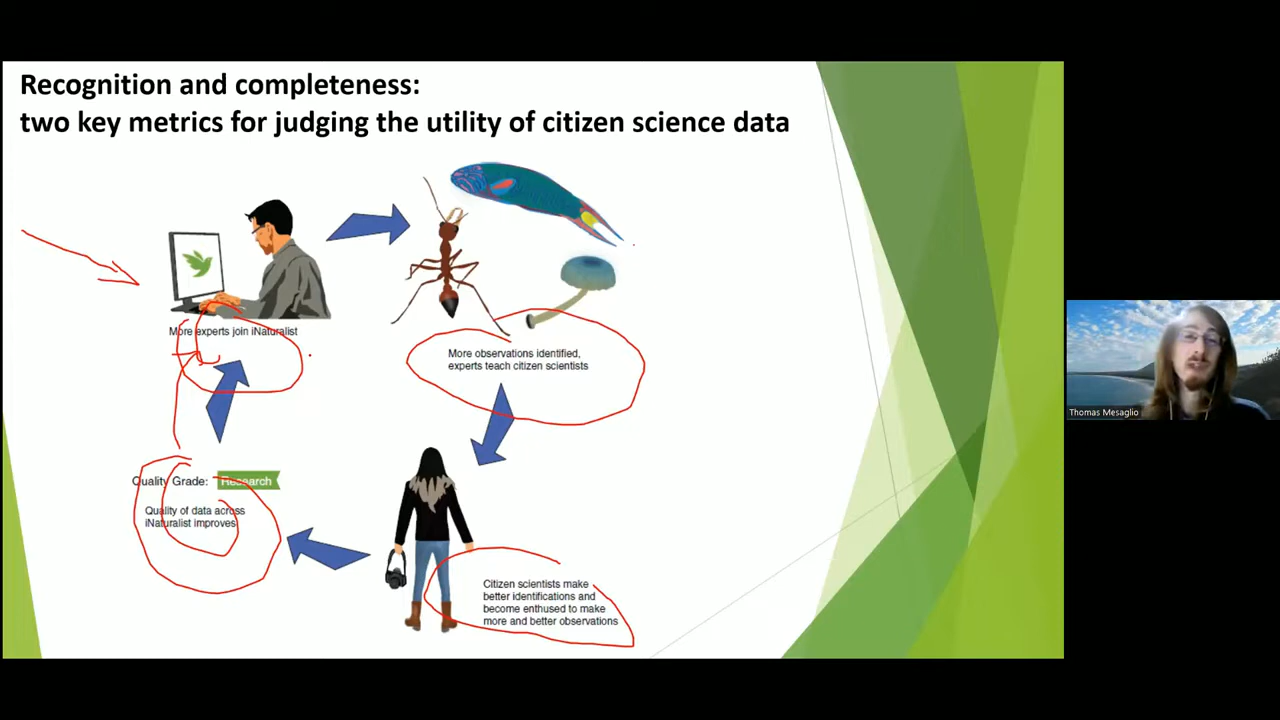 Recognition and completeness:
two key metrics for judging the utility of citizen science data
More experts join iNaturalist
More observations identified,
experts teach citizen scientists
Thomas Mesaglio
Quality Grade: Research
Quality of data across
iNaturalist improves
Citizen scientists make
better identifications and
become enthused to make
more and better observations